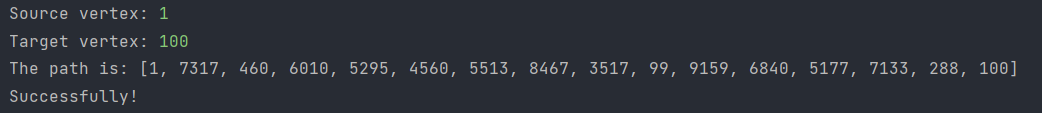 Source vertex: 1
Target vertex: 100
The path is: [1, 7317, 460, 6010, 5295, 4560, 5513, 8467, 3517, 99, 9159, 6840, 5177, 7133, 288, 100]
Successfully!